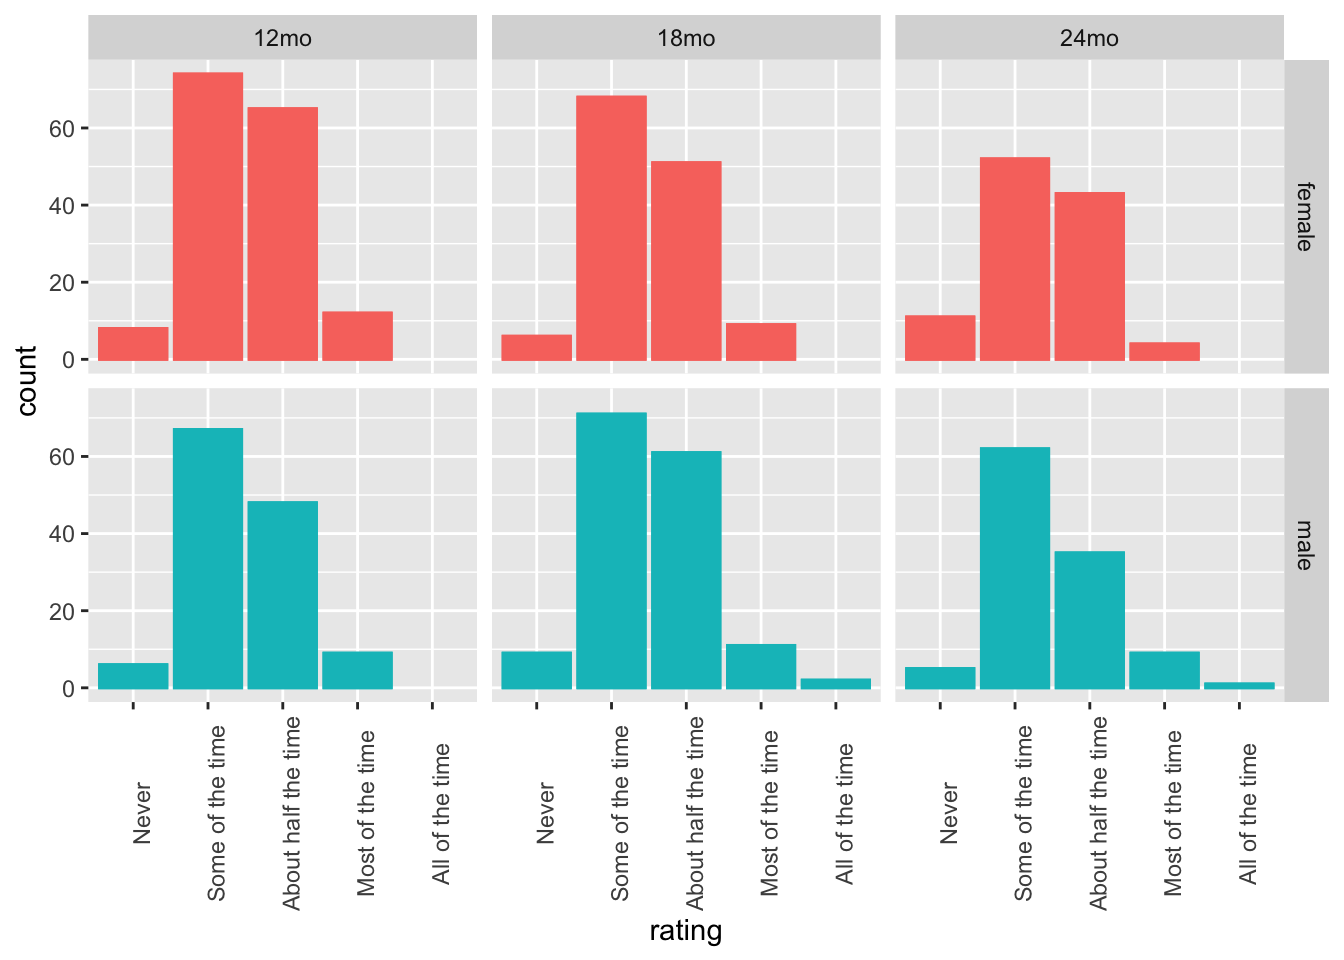 12mo 18mo 24mo
60
40
20
0
female
count
60
40
20
0
male
Never Some of the time About half the time Most of the time All of the time Never Some of the time About half the time Most of the time All of the time Never Some of the time About half the time Most of the time All of the time
rating